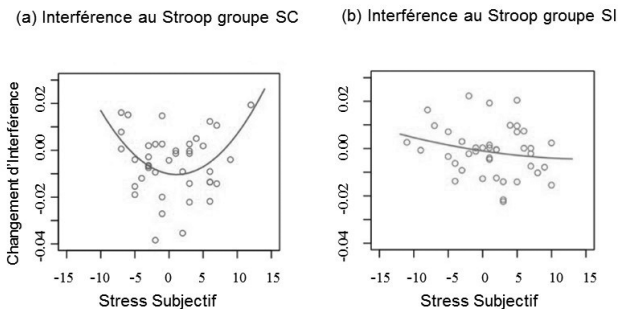 (a) Interférence au Stroop groupe SC
(b) Interférence au Stroop groupe SI
Changement d'Interférence
0.02
0.00
-0.02
-0.04
-15 -10 -5 0 5 10 15
Stress Subjectif
0.02
0.00
-0.02
-0.04
-15 -10 -5 0 5 10 15
Stress Subjectif